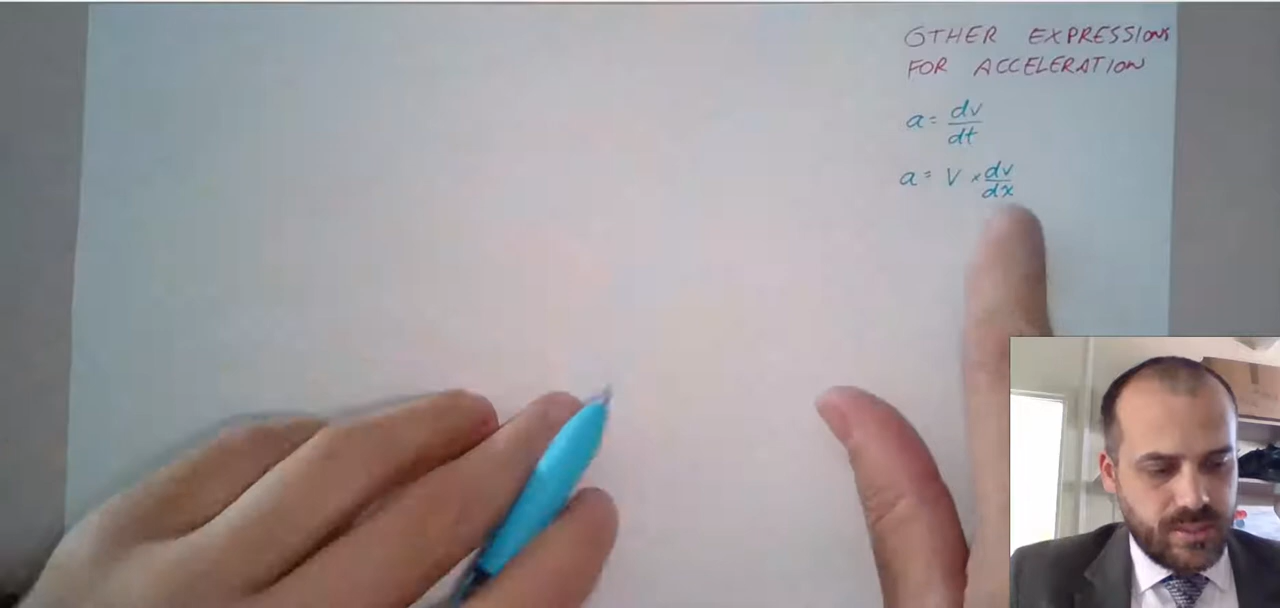 OTHER EXPRESSIONS
FOR ACCELERATION
a = dv/dt
a = V × dv/dx